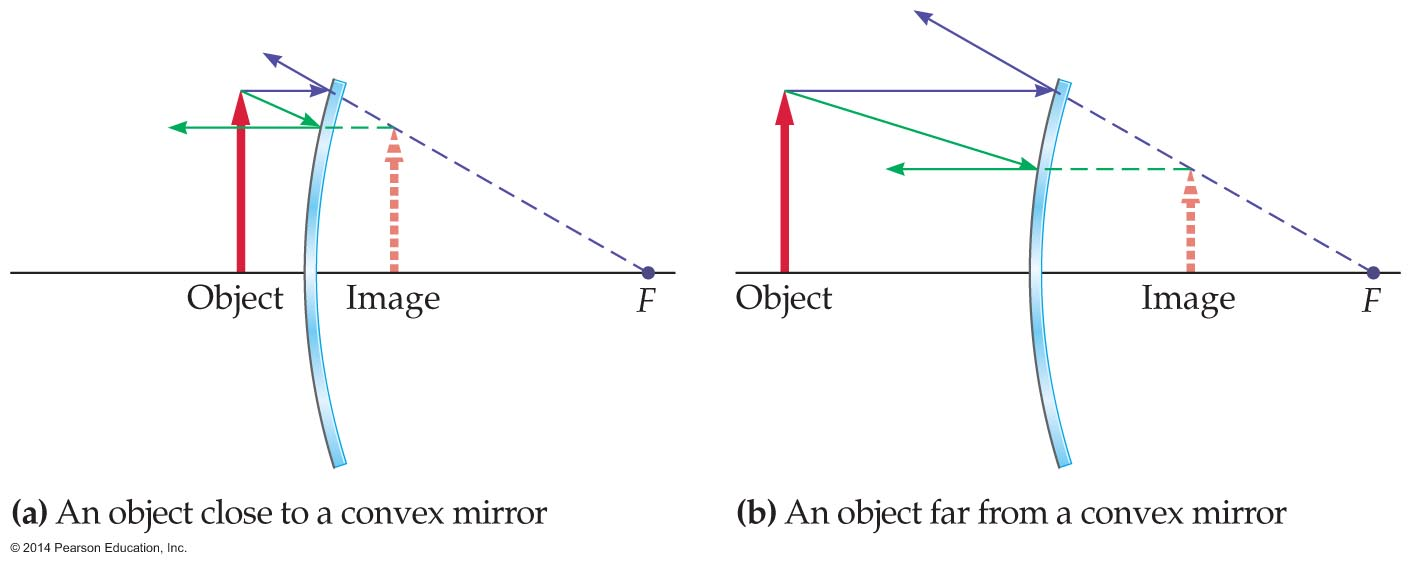 Object Image F
Object Image F
(a) An object close to a convex mirror
(b) An object far from a convex mirror
© 2014 Pearson Education, Inc.